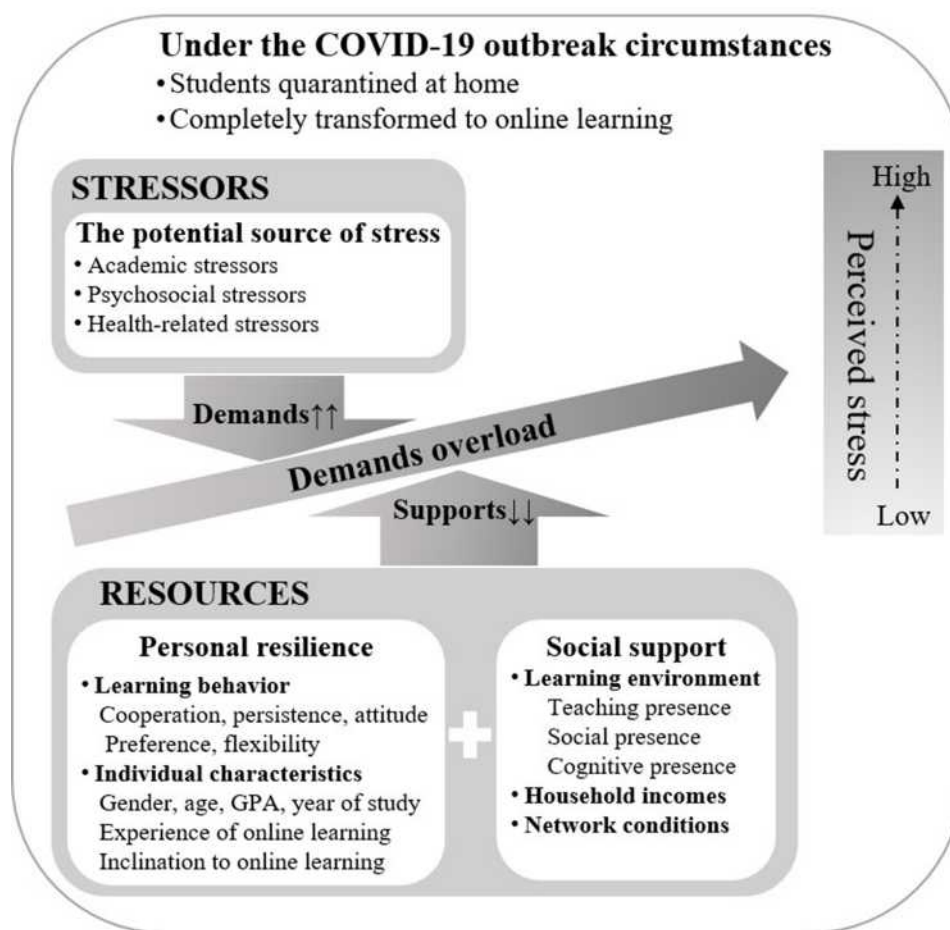 Under the COVID-19 outbreak circumstances
•Students quarantined at home
•Completely transformed to online learning
STRESSORS
The potential source of stress
• Academic stressors
• Psychosocial stressors
• Health-related stressors
Demands↑↑
Demands overload
Supports↓↓
High
Perceived stress
Low
RESOURCES
Personal resilience
• Learning behavior
Cooperation, persistence, attitude
Preference, flexibility
• Individual characteristics
Gender, age, GPA, year of study
Experience of online learning
Inclination to online learning
Social support
• Learning environment
Teaching presence
Social presence
Cognitive presence
• Household incomes
• Network conditions